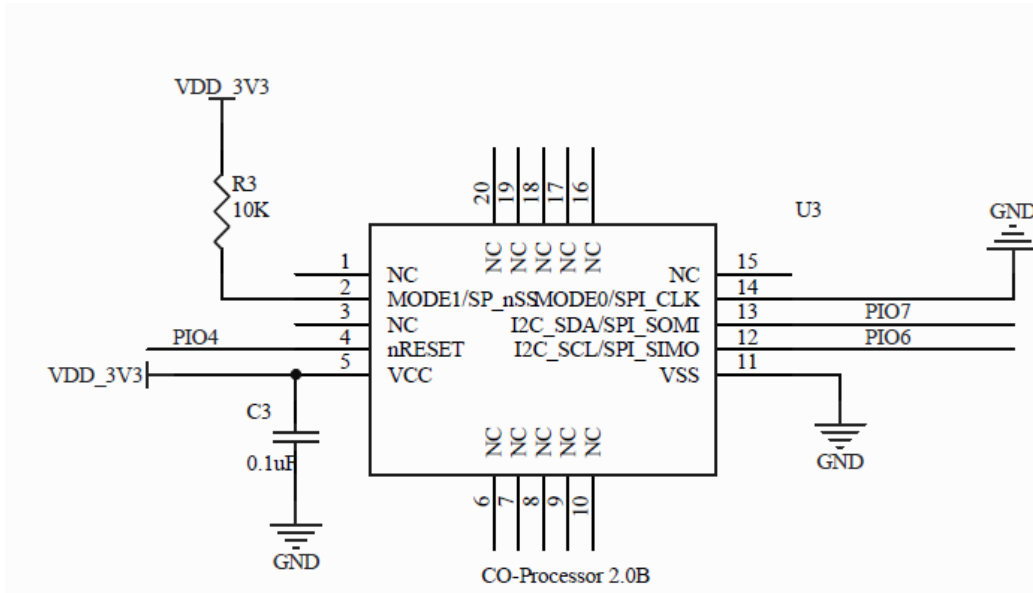 VDD_3V3
R3
10K
U3
GND
20
19
18
17
16
NC
NC
NC
NC
NC
1
NC
NC
15
2
MODE1/SP_nSS
MODE0/SPI_CLK
14
3
NC
I2C_SDA/SPI_SOMI
13
PIO7
PIO4
4
nRESET
I2C_SCL/SPI_SIMO
12
PIO6
VDD_3V3
5
VCC
VSS
11
C3
0.1uF
GND
GND
NC
NC
NC
NC
NC
6
7
8
9
10
CO-Processor 2.0B